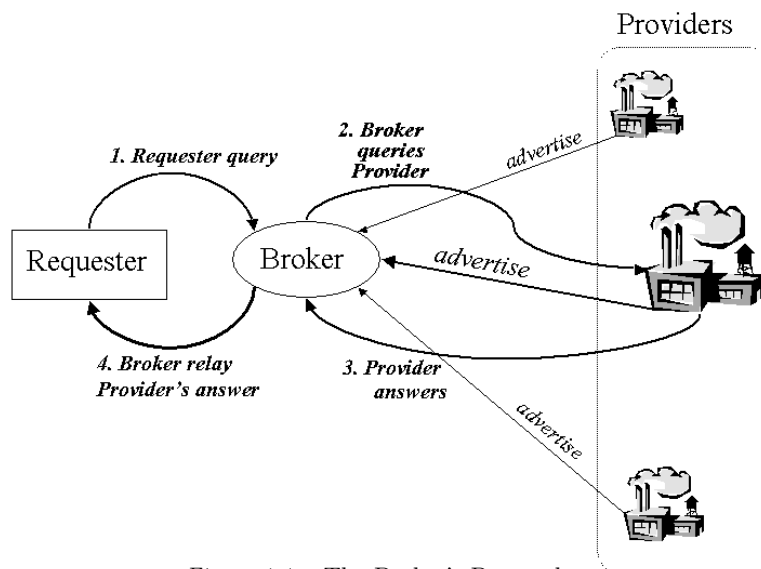 Providers
1. Requester query
2. Broker
queries
Provider
advertise
Requester
Broker
advertise
4. Broker relay
Provider's answer
3. Provider
answers
advertise